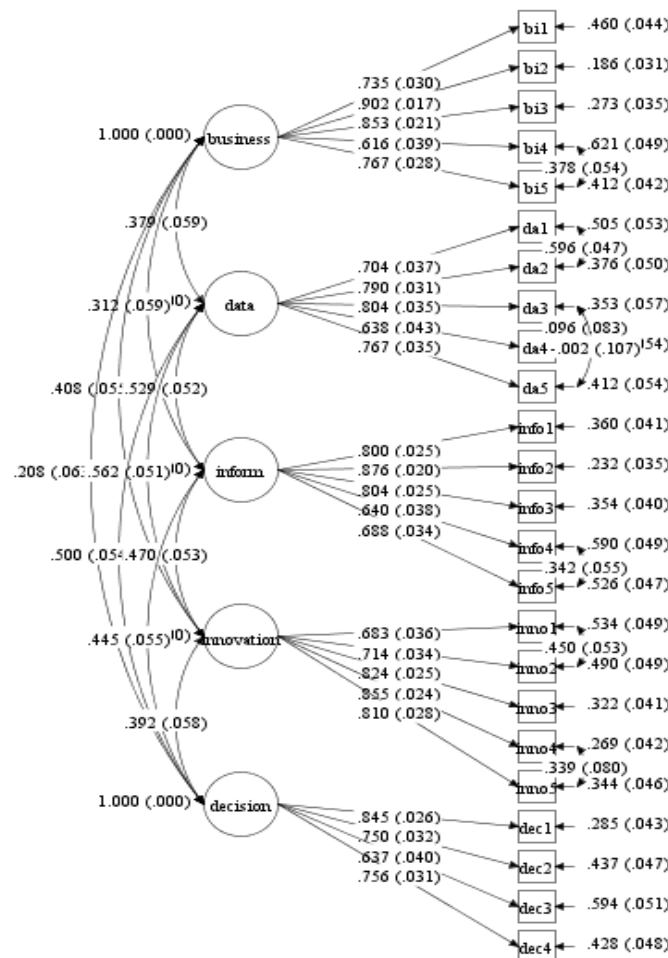 bi1 .460 (.044)
bi2 .186 (.031)
.735 (.030)
.902 (.017)
bi3 .273 (.035)
.853 (.021)
1.000 (.000) business
.616 (.039)
bi4 .621 (.049)
.767 (.028)
.378 (.054)
bi5 .412 (.042)
.379 (.059)
da1 .505 (.053)
.596 (.047)
.704 (.037)
da2 .376 (.050)
.790 (.031)
.312 (.059)
data
.804 (.035)
da3 .353 (.057)
.096 (.083)
.638 (.043)
da4 -.002 (.107)
.767 (.035)
da5 .412 (.054)
.408
.529 (.052)
info1 .360 (.041)
.800 (.025)
info2 .232 (.035)
.876 (.020)
.208
.562 (.051)
inform
.804 (.025)
info3 .354 (.040)
.640 (.038)
.688 (.034)
info4 .590 (.049)
.342 (.055)
.500
.470 (.053)
info5 .526 (.047)
inno1 .534 (.049)
.445 (.055)
innovation
.683 (.036)
.450 (.053)
.714 (.034)
inno2 .490 (.049)
.824 (.025)
.865 (.024)
inno3 .322 (.041)
.810 (.028)
.392 (.058)
inno4 .269 (.042)
.339 (.080)
inno5 .344 (.046)
1.000 (.000) decision
.845 (.026)
dec1 .285 (.043)
.750 (.032)
.637 (.040)
dec2 .437 (.047)
.756 (.031)
dec3 .594 (.051)
dec4 .428 (.048)